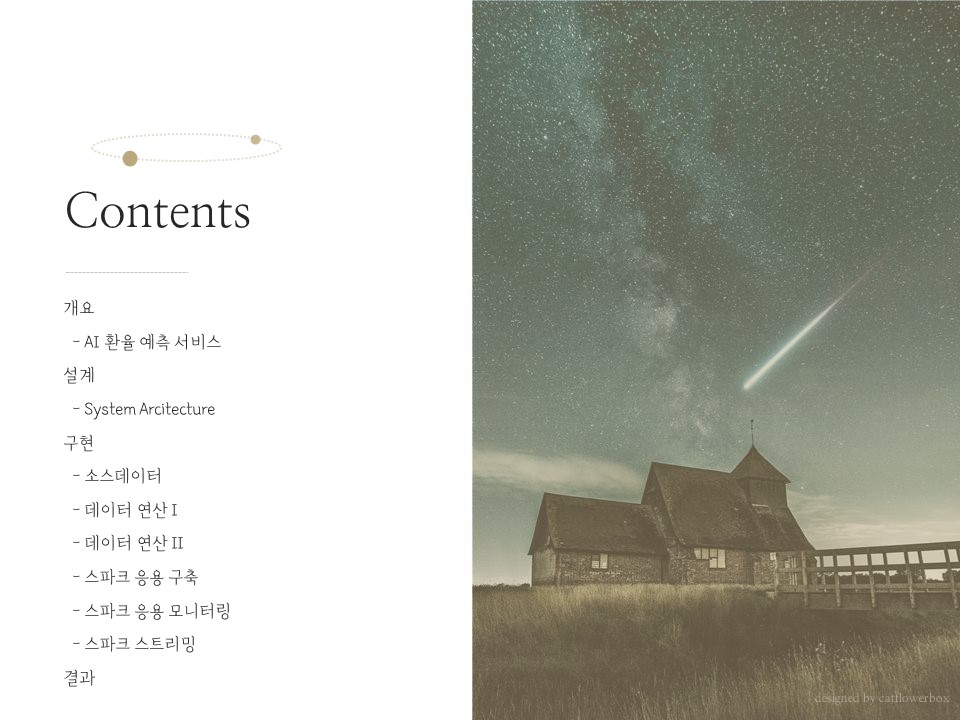 Contents
개요
- AI 환율 예측 서비스
설계
- System Arcitecture
구현
- 소스데이터
- 데이터 연산 I
- 데이터 연산 II
- 스파크 응용 구축
- 스파크 응용 모니터링
- 스파크 스트리밍
결과
designed by catflowerbox